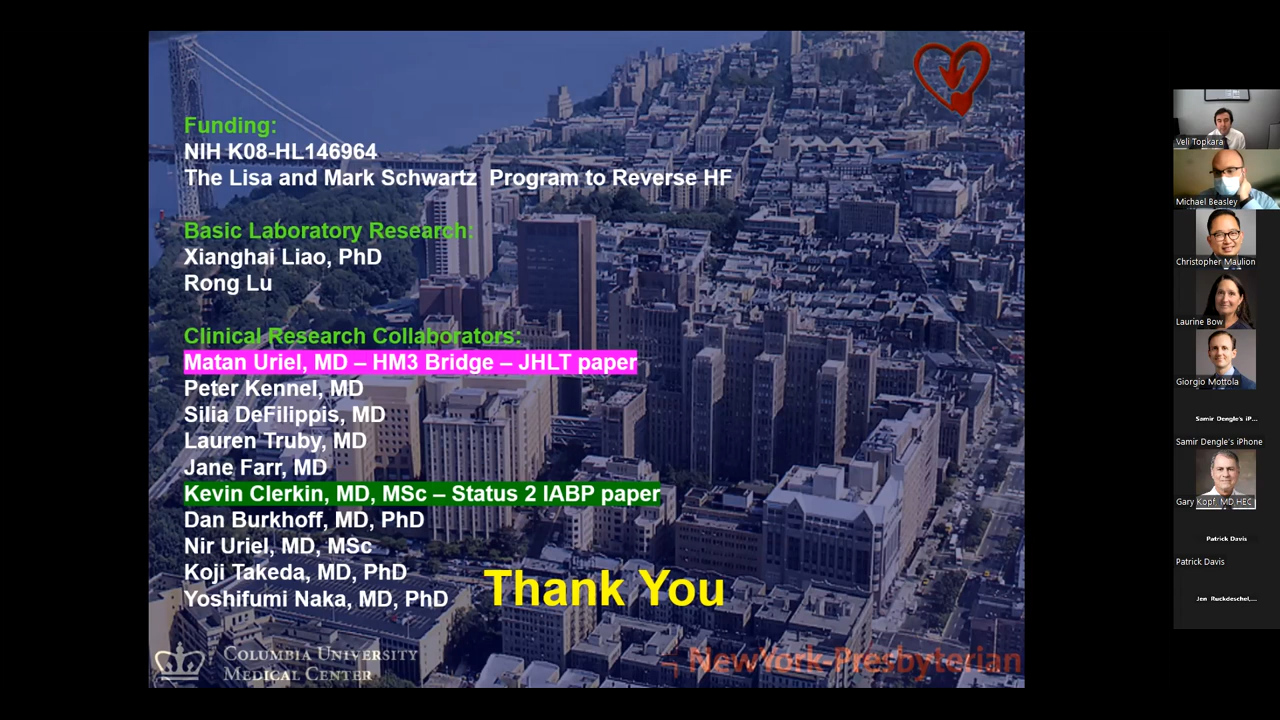 Funding:
NIH K08-HL146964
The Lisa and Mark Schwartz Program to Reverse HF
Basic Laboratory Research:
Xianghai Liao, PhD
Rong Lu
Clinical Research Collaborators:
Matan Uriel, MD – HM3 Bridge – JHLT paper
Peter Kennel, MD
Silia DeFilippis, MD
Lauren Truby, MD
Jane Farr, MD
Kevin Clerkin, MD, MSc – Status 2 IABP paper
Dan Burkhoff, MD, PhD
Nir Uriel, MD, MSc
Koji Takeda, MD, PhD
Yoshifumi Naka, MD, PhD
Thank You
COLUMBIA UNIVERSITY
MEDICAL CENTER
NewYork-Presbyterian
Veli Topkara
Michael Beasley
Christopher Maulion
Laurine Bow
Giorgio Mottola
Samir Dengle's iP...
Samir Dengle's iPhone
Gary Kopf, MD,HEC
Patrick Davis
Patrick Davis
Jen Ruckdeschel,...